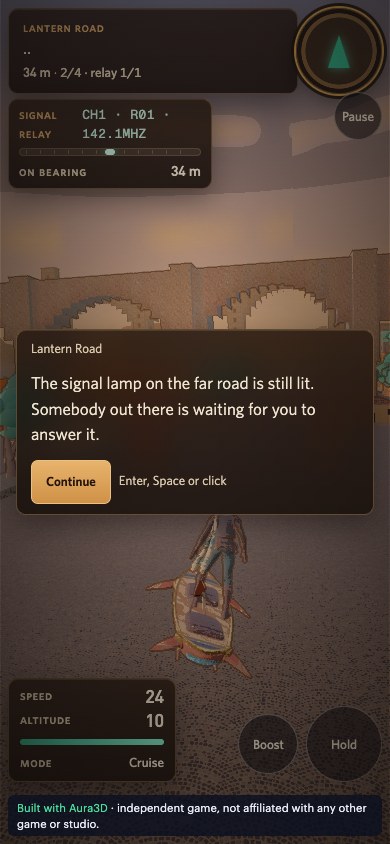 LANTERN ROAD
..
34 m · 2/4 · relay 1/1
Pause
SIGNAL RELAY
CH1 · R01 · 142.1MHZ
ON BEARING 34 m
Lantern Road
The signal lamp on the far road is still lit.
Somebody out there is waiting for you to
answer it.
Continue Enter, Space or click
SPEED 24
ALTITUDE 10
MODE Cruise
Boost
Hold
Built with Aura3D · independent game, not affiliated with any other
game or studio.